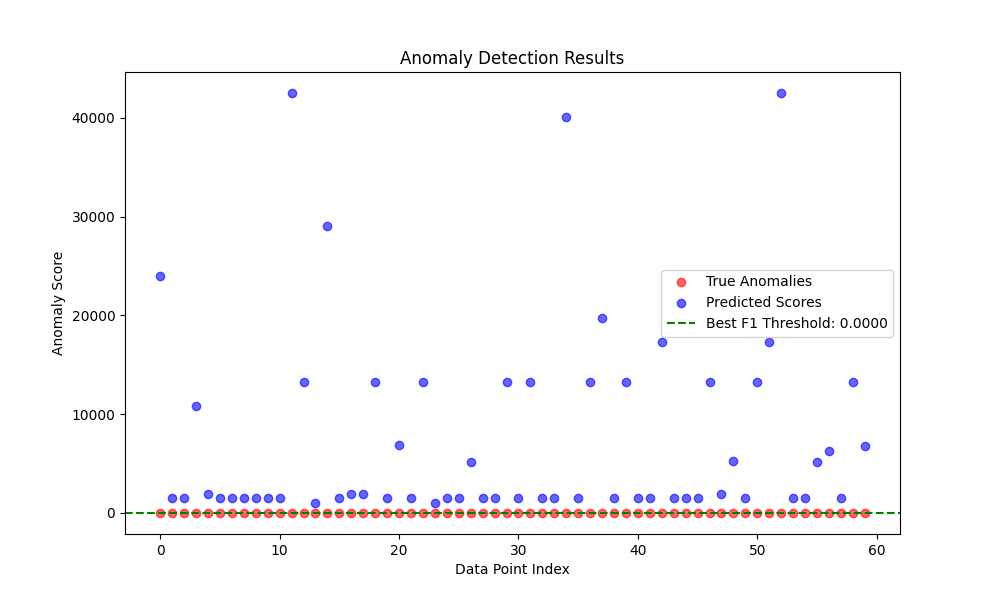 Anomaly Detection Results
Anomaly Score
40000
30000
20000
10000
0
True Anomalies
Predicted Scores
Best F1 Threshold: 0.0000
0 10 20 30 40 50 60
Data Point Index